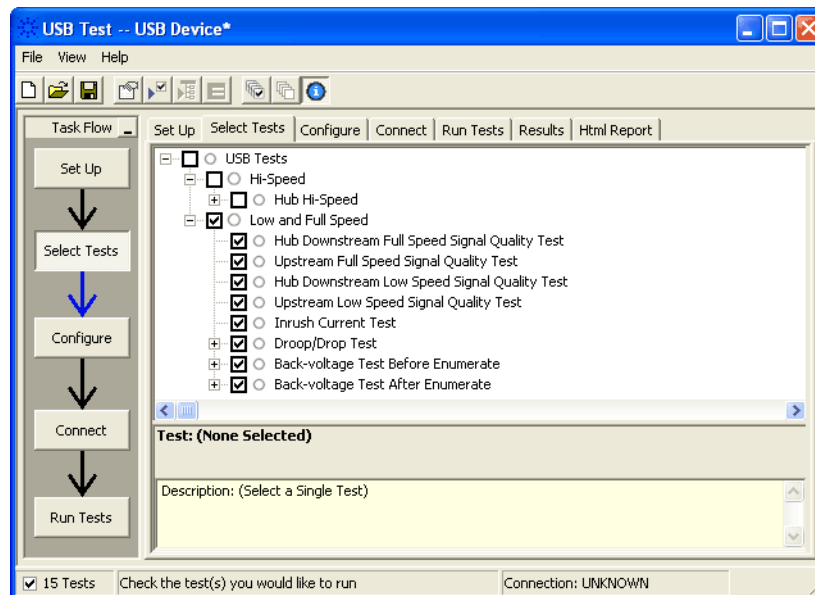 USB Test -- USB Device*
File View Help
Task Flow
Set Up Select Tests Configure Connect Run Tests Results Html Report
Set Up
Select Tests
Configure
Connect
Run Tests
USB Tests
Hi-Speed
Hub Hi-Speed
Low and Full Speed
Hub Downstream Full Speed Signal Quality Test
Upstream Full Speed Signal Quality Test
Hub Downstream Low Speed Signal Quality Test
Upstream Low Speed Signal Quality Test
Inrush Current Test
Droop/Drop Test
Back-voltage Test Before Enumerate
Back-voltage Test After Enumerate
Test: (None Selected)
Description: (Select a Single Test)
15 Tests Check the test(s) you would like to run Connection: UNKNOWN